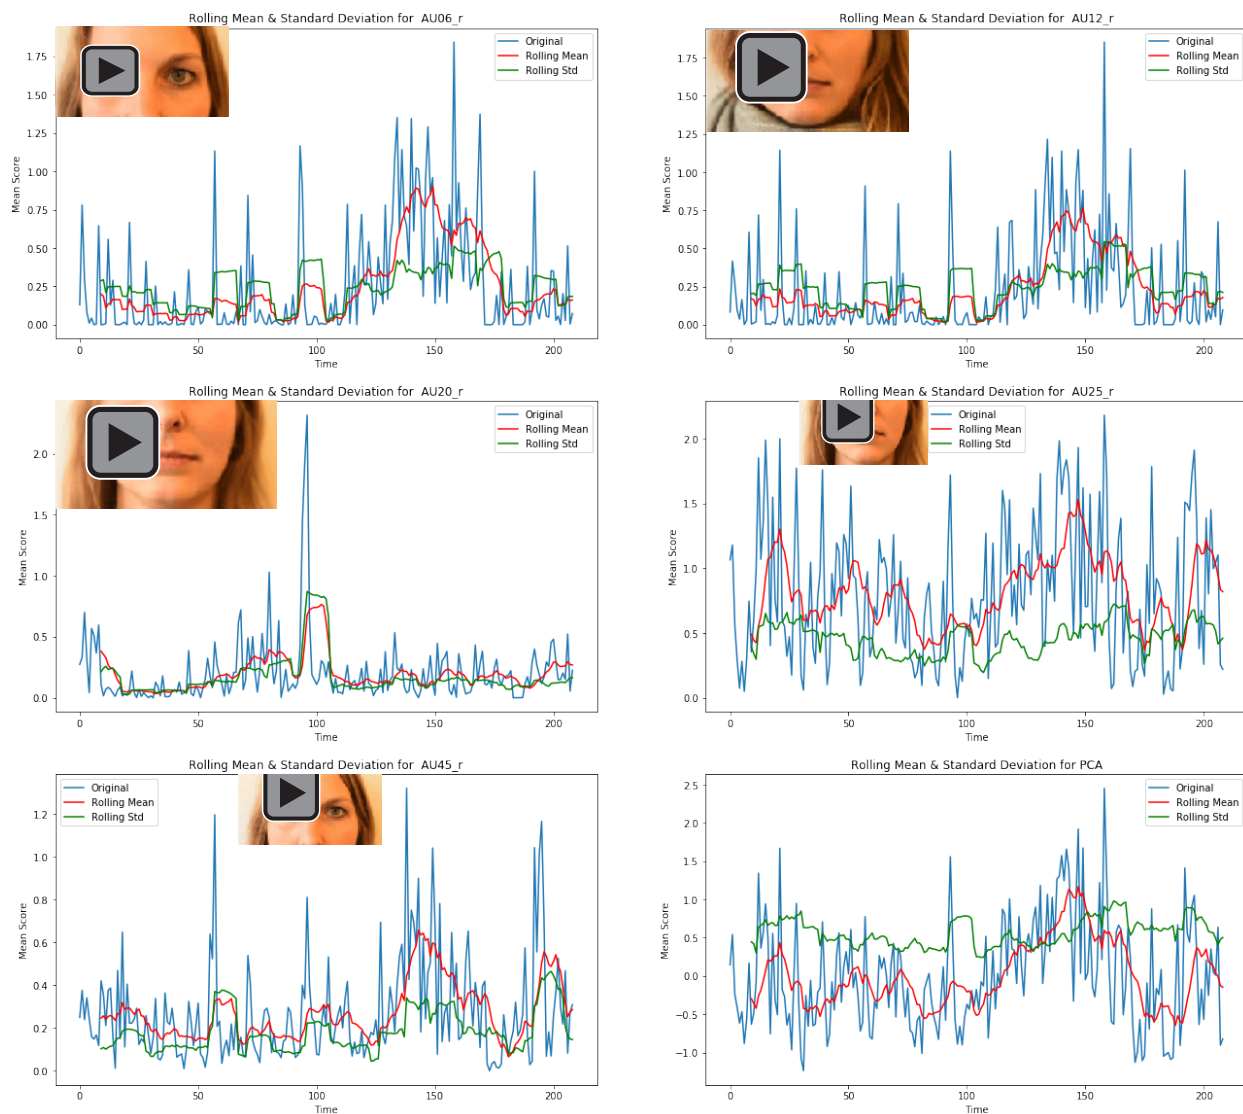 Rolling Mean & Standard Deviation for AU06_r
Original
Rolling Mean
Rolling Std
Mean Score
1.75
1.50
1.25
1.00
0.75
0.50
0.25
0.00
0 50 100 150 200
Time
Rolling Mean & Standard Deviation for AU12_r
Original
Rolling Mean
Rolling Std
Mean Score
1.75
1.50
1.25
1.00
0.75
0.50
0.25
0.00
0 50 100 150 200
Time
Rolling Mean & Standard Deviation for AU20_r
Original
Rolling Mean
Rolling Std
Mean Score
2.0
1.5
1.0
0.5
0.0
0 50 100 150 200
Time
Rolling Mean & Standard Deviation for AU25_r
Original
Rolling Mean
Rolling Std
Mean Score
2.0
1.5
1.0
0.5
0.0
0 50 100 150 200
Time
Rolling Mean & Standard Deviation for AU45_r
Original
Rolling Mean
Rolling Std
Mean Score
1.2
1.0
0.8
0.6
0.4
0.2
0.0
0 50 100 150 200
Time
Rolling Mean & Standard Deviation for PCA
Original
Rolling Mean
Rolling Std
Mean Score
2.5
2.0
1.5
1.0
0.5
0.0
−0.5
−1.0
0 50 100 150 200
Time